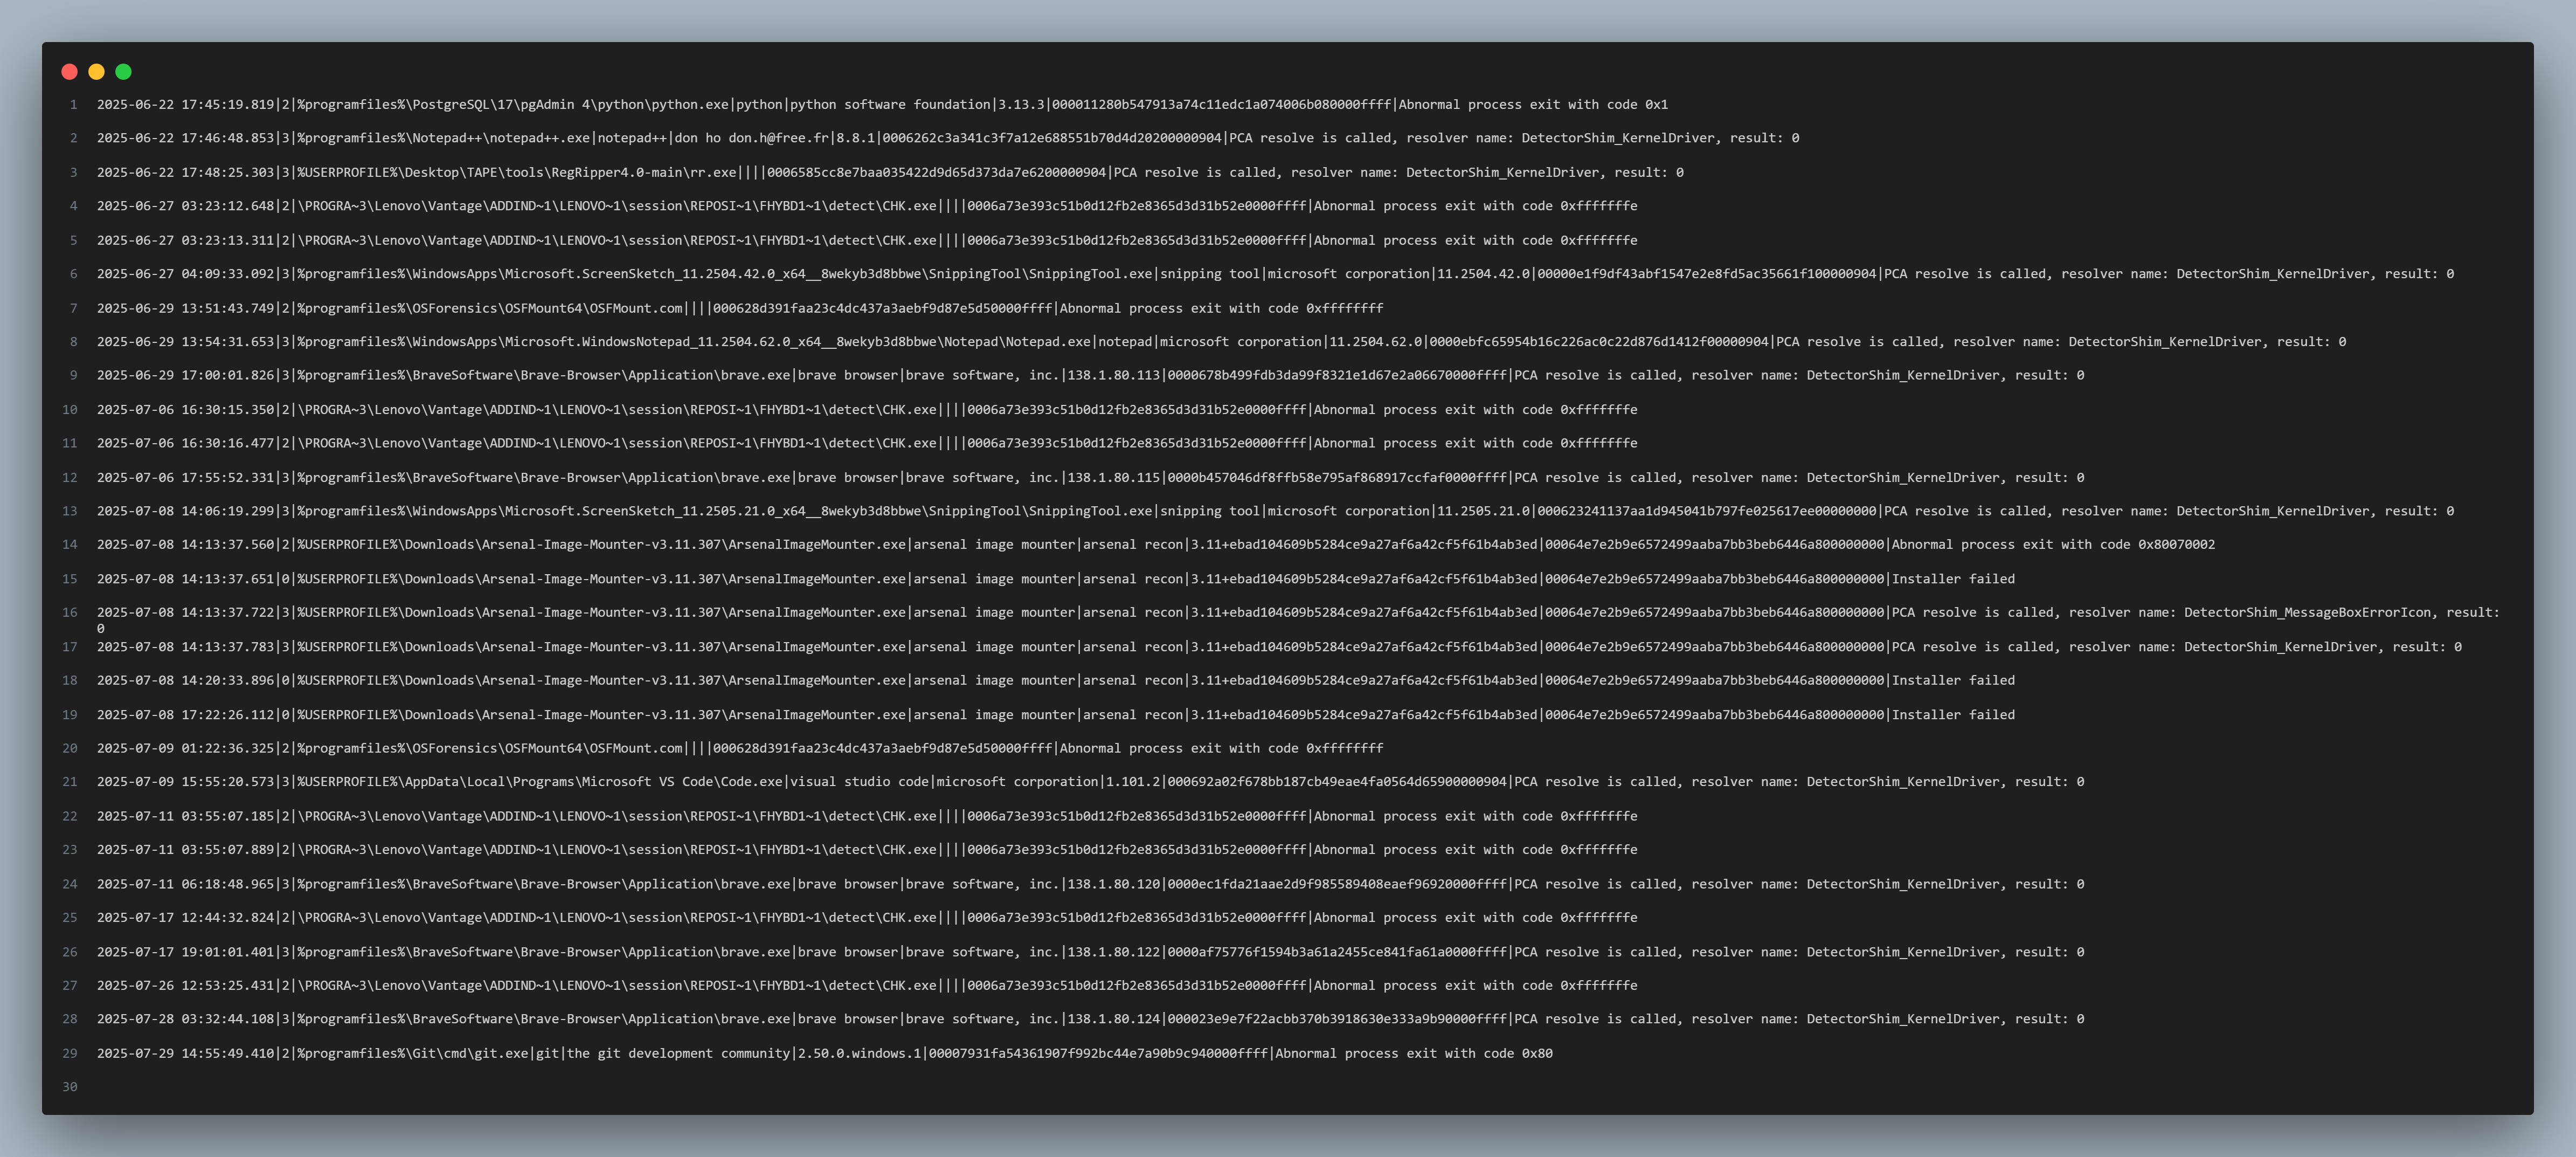 1 2025-06-22 17:45:19.819|2|%programfiles%\PostgreSQL\17\pgAdmin 4\python\python.exe|python|python software foundation|3.13.3|000011280b547913a74c11edc1a074006b080000ffff|Abnormal process exit with code 0x1
2 2025-06-22 17:46:48.853|3|%programfiles%\Notepad++\notepad++.exe|notepad++|don ho don.h@free.fr|8.8.1|0006262c3a341c3f7a12e688551b70d4d20200000904|PCA resolve is called, resolver name: DetectorShim_KernelDriver, result: 0
3 2025-06-22 17:48:25.303|3|%USERPROFILE%\Desktop\TAPE\tools\RegRipper4.0-main\rr.exe||||0006585cc8e7baa035422d9d65d373da7e6200000904|PCA resolve is called, resolver name: DetectorShim_KernelDriver, result: 0
4 2025-06-27 03:23:12.648|2|\PROGRA~3\Lenovo\Vantage\ADDIND~1\LENOVO~1\session\REPOSI~1\FHYBD1~1\detect\CHK.exe||||0006a73e393c51b0d12fb2e8365d3d31b52e0000ffff|Abnormal process exit with code 0xfffffffe
5 2025-06-27 03:23:13.311|2|\PROGRA~3\Lenovo\Vantage\ADDIND~1\LENOVO~1\session\REPOSI~1\FHYBD1~1\detect\CHK.exe||||0006a73e393c51b0d12fb2e8365d3d31b52e0000ffff|Abnormal process exit with code 0xfffffffe
6 2025-06-27 04:09:33.092|3|%programfiles%\WindowsApps\Microsoft.ScreenSketch_11.2504.42.0_x64__8wekyb3d8bbwe\SnippingTool\SnippingTool.exe|snipping tool|microsoft corporation|11.2504.42.0|00000e1f9df43abf1547e2e8fd5ac35661f100000904|PCA resolve is called, resolver name: DetectorShim_KernelDriver, result: 0
7 2025-06-29 13:51:43.749|2|%programfiles%\OSForensics\OSFMount64\OSFMount.com||||000628d391faa23c4dc437a3aebf9d87e5d50000ffff|Abnormal process exit with code 0xffffffff
8 2025-06-29 13:54:31.653|3|%programfiles%\WindowsApps\Microsoft.WindowsNotepad_11.2504.62.0_x64__8wekyb3d8bbwe\Notepad\Notepad.exe|notepad|microsoft corporation|11.2504.62.0|0000ebfc65954b16c226ac0c22d876d1412f00000904|PCA resolve is called, resolver name: DetectorShim_KernelDriver, result: 0
9 2025-06-29 17:00:01.826|3|%programfiles%\BraveSoftware\Brave-Browser\Application\brave.exe|brave browser|brave software, inc.|138.1.80.113|0000678b499fdb3da99f8321e1d67e2a06670000ffff|PCA resolve is called, resolver name: DetectorShim_KernelDriver, result: 0
10 2025-07-06 16:30:15.350|2|\PROGRA~3\Lenovo\Vantage\ADDIND~1\LENOVO~1\session\REPOSI~1\FHYBD1~1\detect\CHK.exe||||0006a73e393c51b0d12fb2e8365d3d31b52e0000ffff|Abnormal process exit with code 0xfffffffe
11 2025-07-06 16:30:16.477|2|\PROGRA~3\Lenovo\Vantage\ADDIND~1\LENOVO~1\session\REPOSI~1\FHYBD1~1\detect\CHK.exe||||0006a73e393c51b0d12fb2e8365d3d31b52e0000ffff|Abnormal process exit with code 0xfffffffe
12 2025-07-06 17:55:52.331|3|%programfiles%\BraveSoftware\Brave-Browser\Application\brave.exe|brave browser|brave software, inc.|138.1.80.115|0000b457046df8ffb58e795af868917ccfaf0000ffff|PCA resolve is called, resolver name: DetectorShim_KernelDriver, result: 0
13 2025-07-08 14:06:19.299|3|%programfiles%\WindowsApps\Microsoft.ScreenSketch_11.2505.21.0_x64__8wekyb3d8bbwe\SnippingTool\SnippingTool.exe|snipping tool|microsoft corporation|11.2505.21.0|000623241137aa1d945041b797fe025617ee00000000|PCA resolve is called, resolver name: DetectorShim_KernelDriver, result: 0
14 2025-07-08 14:13:37.560|2|%USERPROFILE%\Downloads\Arsenal-Image-Mounter-v3.11.307\ArsenalImageMounter.exe|arsenal image mounter|arsenal recon|3.11+ebad104609b5284ce9a27af6a42cf5f61b4ab3ed|00064e7e2b9e6572499aaba7bb3beb6446a800000000|Abnormal process exit with code 0x80070002
15 2025-07-08 14:13:37.651|0|%USERPROFILE%\Downloads\Arsenal-Image-Mounter-v3.11.307\ArsenalImageMounter.exe|arsenal image mounter|arsenal recon|3.11+ebad104609b5284ce9a27af6a42cf5f61b4ab3ed|00064e7e2b9e6572499aaba7bb3beb6446a800000000|Installer failed
16 2025-07-08 14:13:37.722|3|%USERPROFILE%\Downloads\Arsenal-Image-Mounter-v3.11.307\ArsenalImageMounter.exe|arsenal image mounter|arsenal recon|3.11+ebad104609b5284ce9a27af6a42cf5f61b4ab3ed|00064e7e2b9e6572499aaba7bb3beb6446a800000000|PCA resolve is called, resolver name: DetectorShim_MessageBoxErrorIcon, result:
0
17 2025-07-08 14:13:37.783|3|%USERPROFILE%\Downloads\Arsenal-Image-Mounter-v3.11.307\ArsenalImageMounter.exe|arsenal image mounter|arsenal recon|3.11+ebad104609b5284ce9a27af6a42cf5f61b4ab3ed|00064e7e2b9e6572499aaba7bb3beb6446a800000000|PCA resolve is called, resolver name: DetectorShim_KernelDriver, result: 0
18 2025-07-08 14:20:33.896|0|%USERPROFILE%\Downloads\Arsenal-Image-Mounter-v3.11.307\ArsenalImageMounter.exe|arsenal image mounter|arsenal recon|3.11+ebad104609b5284ce9a27af6a42cf5f61b4ab3ed|00064e7e2b9e6572499aaba7bb3beb6446a800000000|Installer failed
19 2025-07-08 17:22:26.112|0|%USERPROFILE%\Downloads\Arsenal-Image-Mounter-v3.11.307\ArsenalImageMounter.exe|arsenal image mounter|arsenal recon|3.11+ebad104609b5284ce9a27af6a42cf5f61b4ab3ed|00064e7e2b9e6572499aaba7bb3beb6446a800000000|Installer failed
20 2025-07-09 01:22:36.325|2|%programfiles%\OSForensics\OSFMount64\OSFMount.com||||000628d391faa23c4dc437a3aebf9d87e5d50000ffff|Abnormal process exit with code 0xffffffff
21 2025-07-09 15:55:20.573|3|%USERPROFILE%\AppData\Local\Programs\Microsoft VS Code\Code.exe|visual studio code|microsoft corporation|1.101.2|000692a02f678bb187cb49eae4fa0564d65900000904|PCA resolve is called, resolver name: DetectorShim_KernelDriver, result: 0
22 2025-07-11 03:55:07.185|2|\PROGRA~3\Lenovo\Vantage\ADDIND~1\LENOVO~1\session\REPOSI~1\FHYBD1~1\detect\CHK.exe||||0006a73e393c51b0d12fb2e8365d3d31b52e0000ffff|Abnormal process exit with code 0xfffffffe
23 2025-07-11 03:55:07.889|2|\PROGRA~3\Lenovo\Vantage\ADDIND~1\LENOVO~1\session\REPOSI~1\FHYBD1~1\detect\CHK.exe||||0006a73e393c51b0d12fb2e8365d3d31b52e0000ffff|Abnormal process exit with code 0xfffffffe
24 2025-07-11 06:18:48.965|3|%programfiles%\BraveSoftware\Brave-Browser\Application\brave.exe|brave browser|brave software, inc.|138.1.80.120|0000ec1fda21aae2d9f985589408eaef96920000ffff|PCA resolve is called, resolver name: DetectorShim_KernelDriver, result: 0
25 2025-07-17 12:44:32.824|2|\PROGRA~3\Lenovo\Vantage\ADDIND~1\LENOVO~1\session\REPOSI~1\FHYBD1~1\detect\CHK.exe||||0006a73e393c51b0d12fb2e8365d3d31b52e0000ffff|Abnormal process exit with code 0xfffffffe
26 2025-07-17 19:01:01.401|3|%programfiles%\BraveSoftware\Brave-Browser\Application\brave.exe|brave browser|brave software, inc.|138.1.80.122|0000af75776f1594b3a61a2455ce841fa61a0000ffff|PCA resolve is called, resolver name: DetectorShim_KernelDriver, result: 0
27 2025-07-26 12:53:25.431|2|\PROGRA~3\Lenovo\Vantage\ADDIND~1\LENOVO~1\session\REPOSI~1\FHYBD1~1\detect\CHK.exe||||0006a73e393c51b0d12fb2e8365d3d31b52e0000ffff|Abnormal process exit with code 0xfffffffe
28 2025-07-28 03:32:44.108|3|%programfiles%\BraveSoftware\Brave-Browser\Application\brave.exe|brave browser|brave software, inc.|138.1.80.124|000023e9e7f22acbb370b3918630e333a9b90000ffff|PCA resolve is called, resolver name: DetectorShim_KernelDriver, result: 0
29 2025-07-29 14:55:49.410|2|%programfiles%\Git\cmd\git.exe|git|the git development community|2.50.0.windows.1|00007931fa54361907f992bc44e7a90b9c940000ffff|Abnormal process exit with code 0x80
30